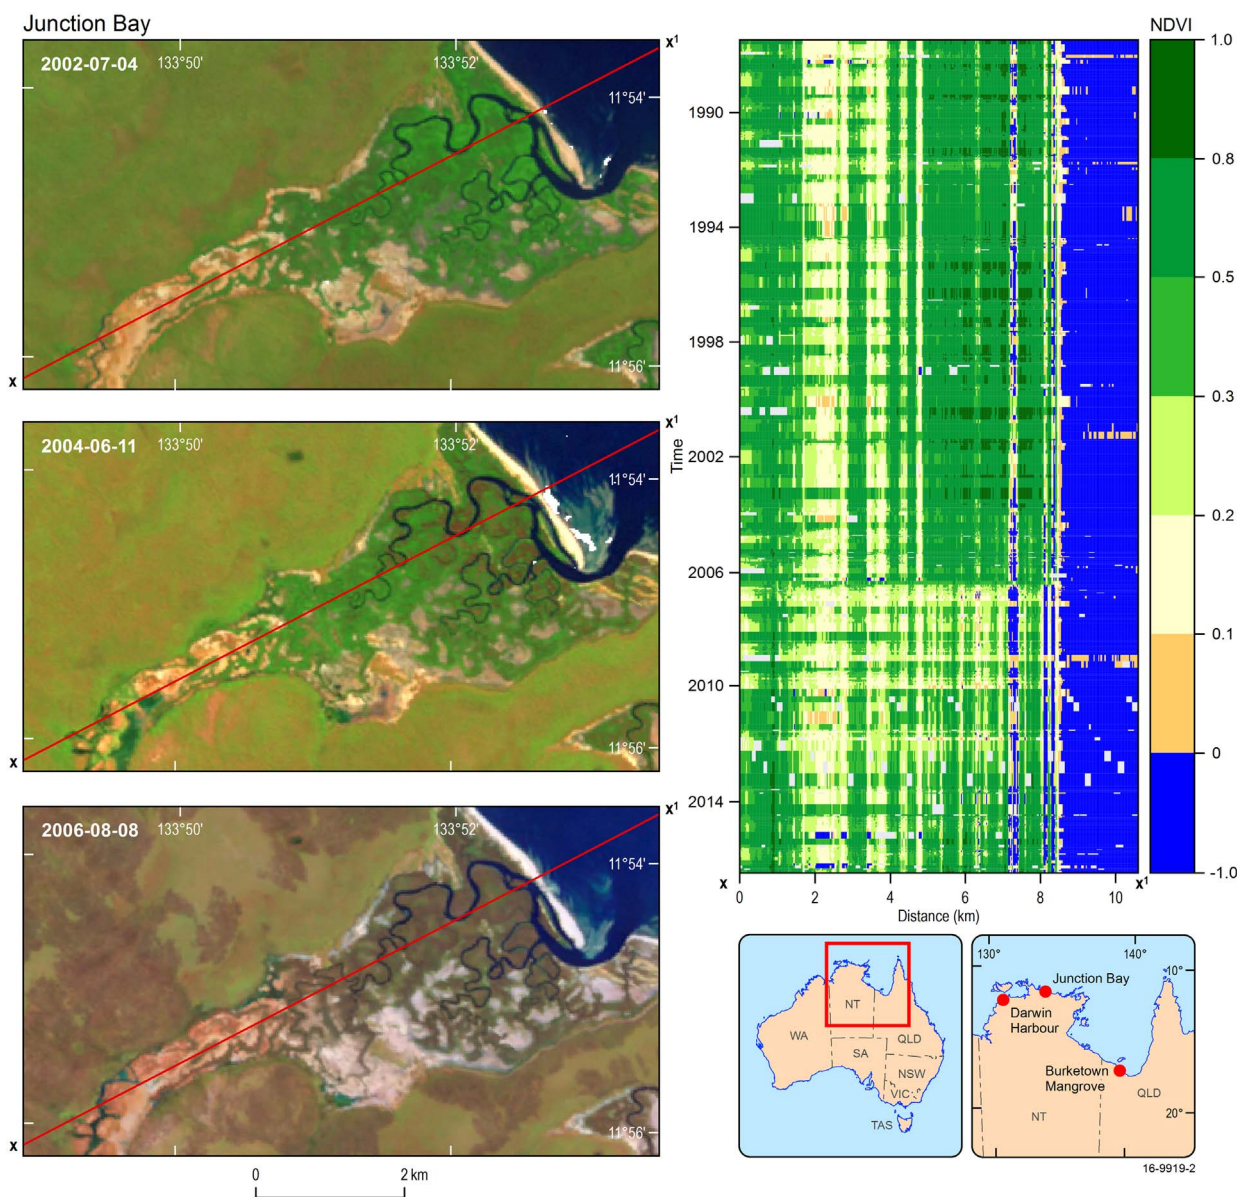 Junction Bay
2002-07-04
133°50'
133°52'
x¹
11°54'
11°56'
x
2004-06-11
133°50'
133°52'
x¹
11°54'
11°56'
x
2006-08-08
133°50'
133°52'
x¹
11°54'
11°56'
x
0
2 km
NDVI
1.0
0.8
0.5
0.3
0.2
0.1
0
-1.0
1990
1994
1998
2002
2006
2010
2014
Time
x
0
2
4
6
8
10
x¹
Distance (km)
WA
NT
SA
QLD
NSW
VIC
TAS
130°
140°
10°
20°
Junction Bay
Darwin
Harbour
Burketown
Mangrove
NT
QLD
16-9919-2